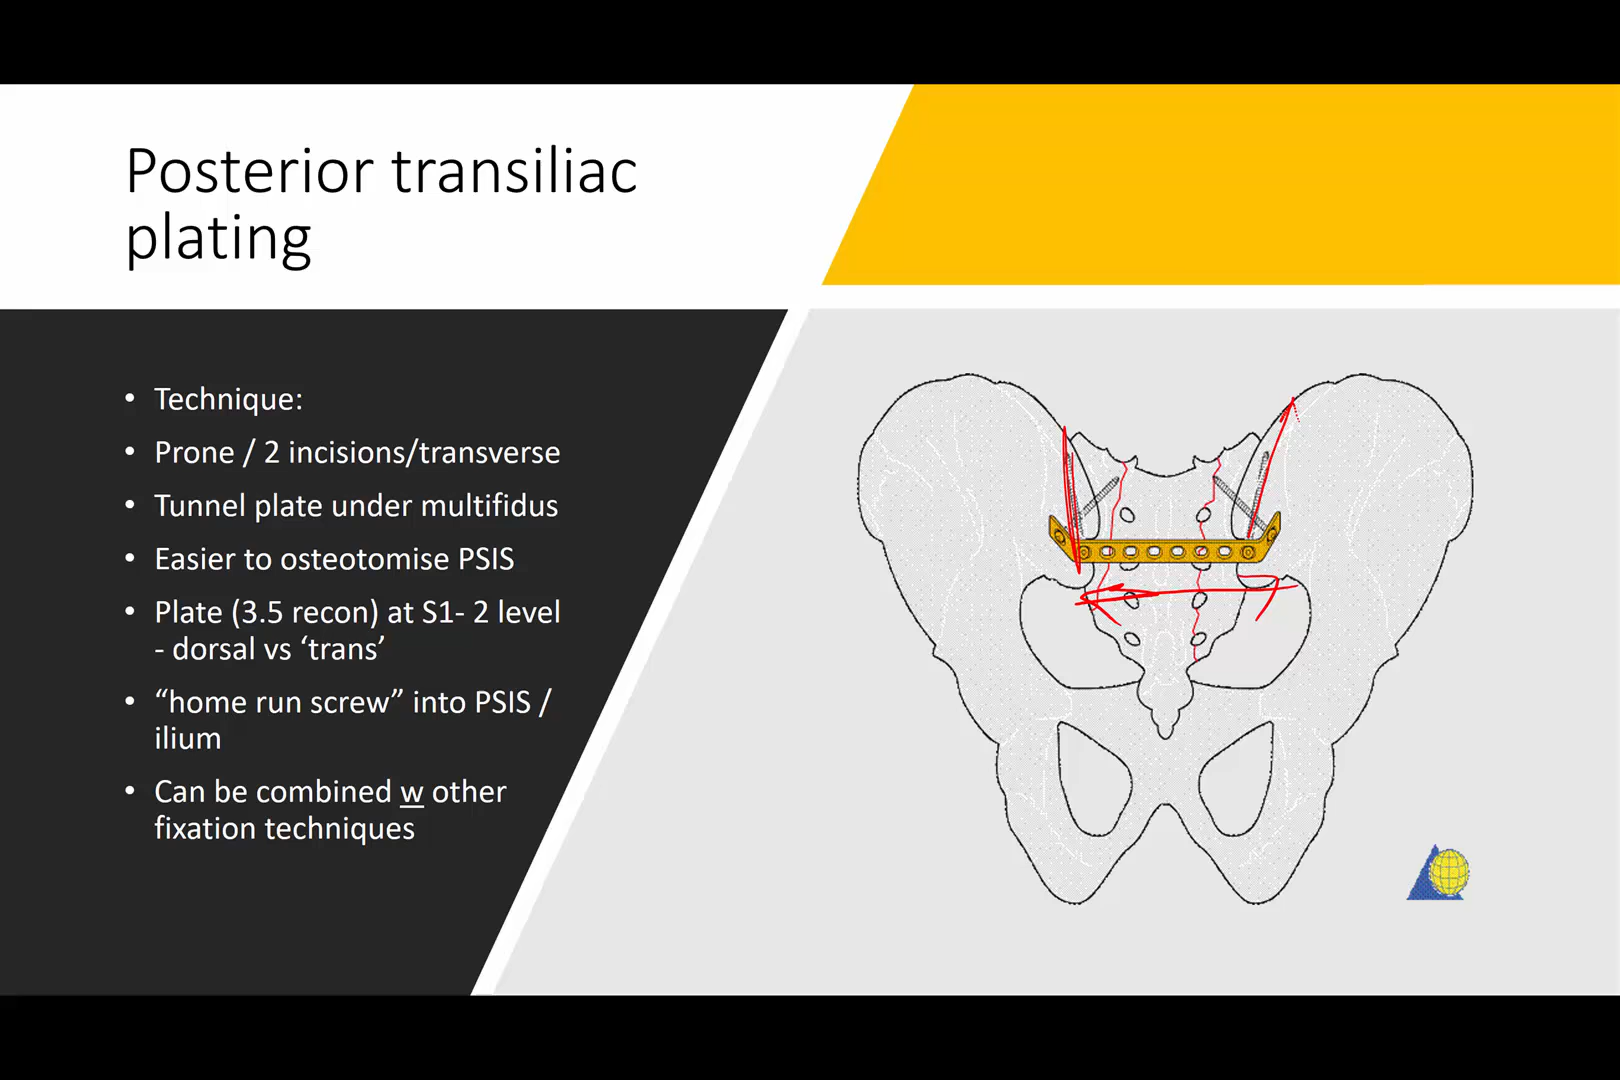 Posterior transiliac
plating
• Technique:
• Prone / 2 incisions/transverse
• Tunnel plate under multifidus
• Easier to osteotomise PSIS
• Plate (3.5 recon) at S1- 2 level
- dorsal vs ‘trans’
• “home run screw” into PSIS /
ilium
• Can be combined w other
fixation techniques